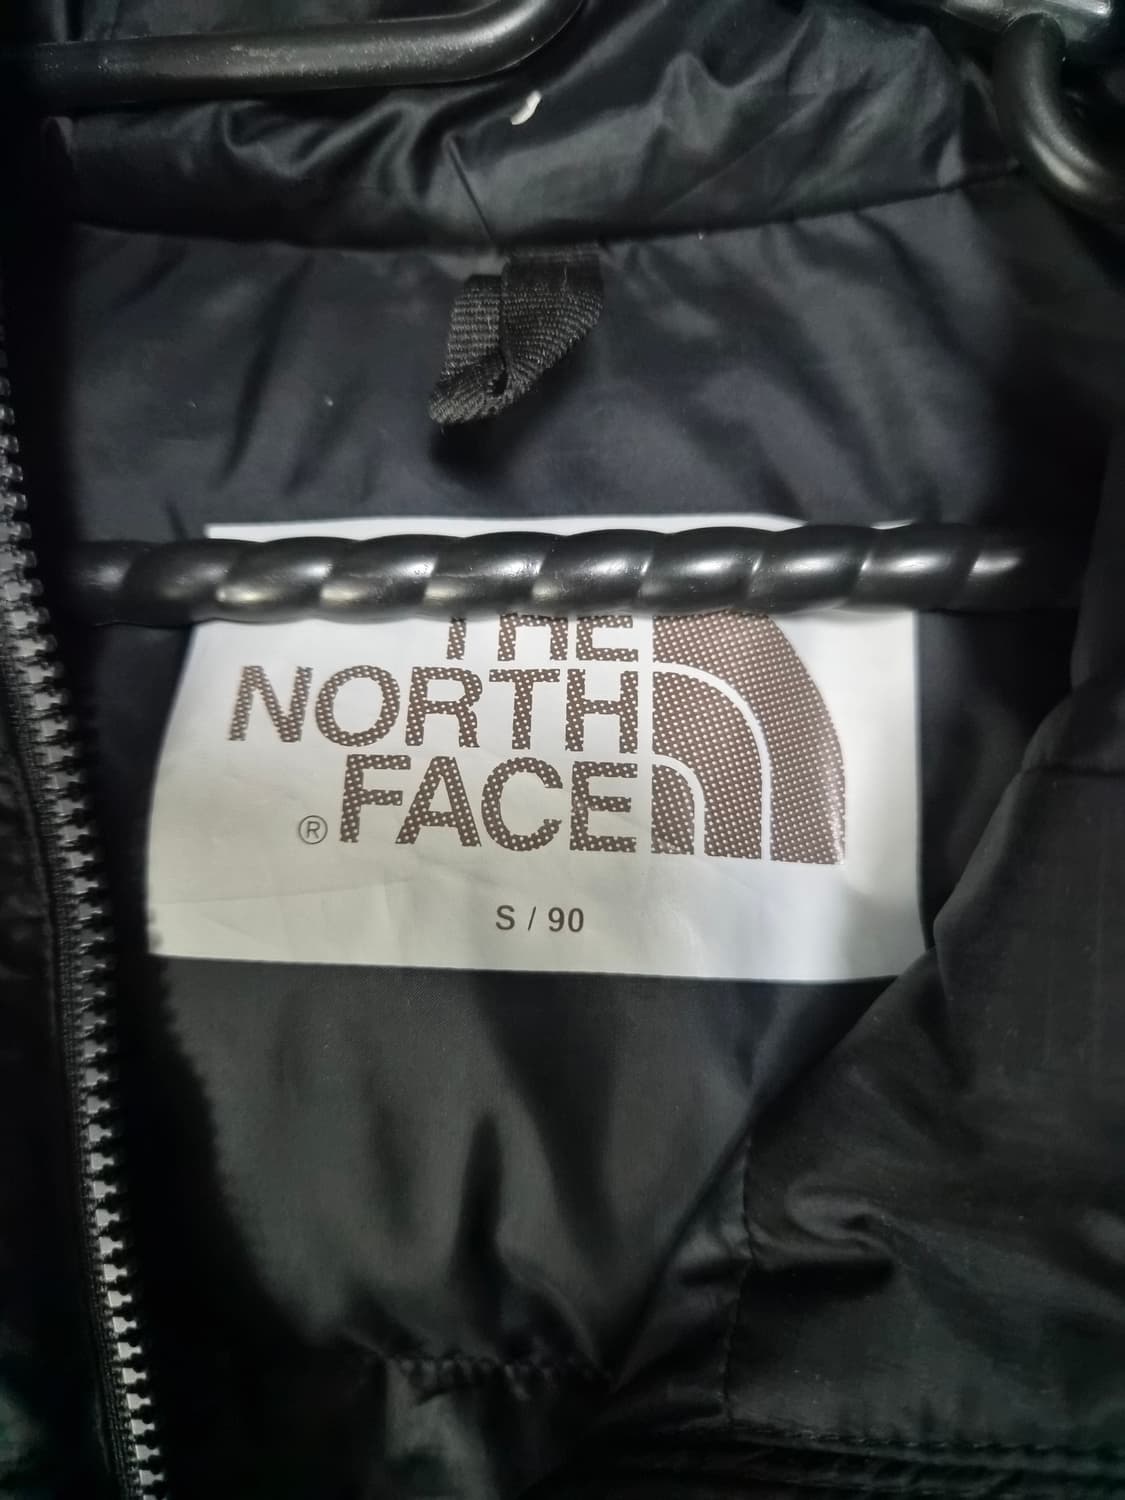 THE
NORTH
FACE
®
S / 90